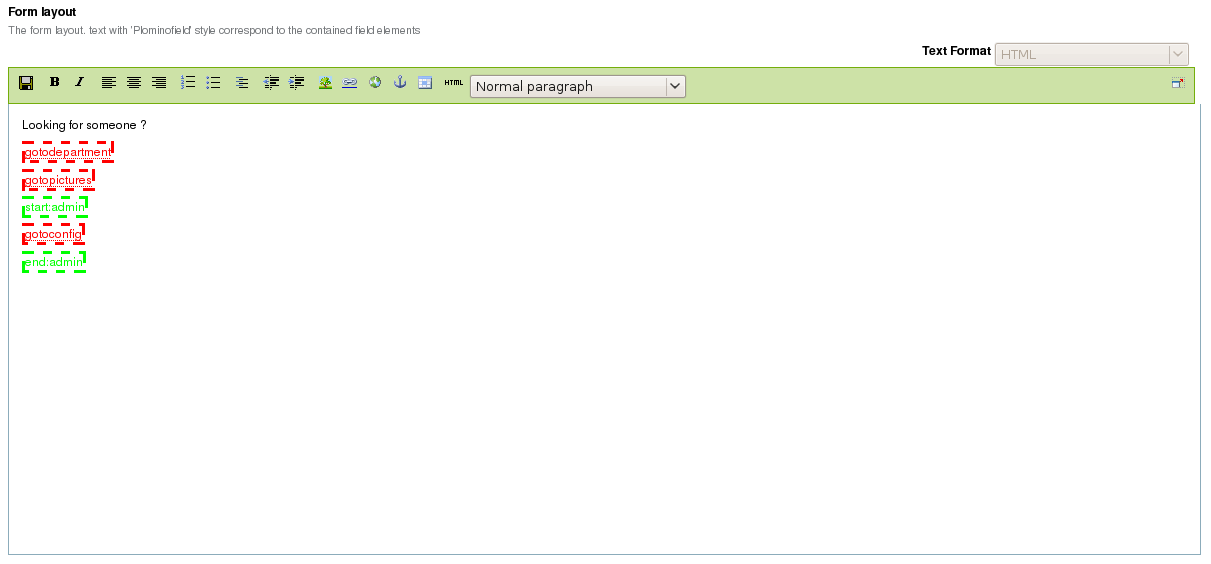 Form layout
The form layout. text with 'Plominofield' style correspond to the contained field elements
Text Format HTML
B I HTML Normal paragraph
Looking for someone ?
gotodepartment
gotopictures
start:admin
gotoconfig
end:admin